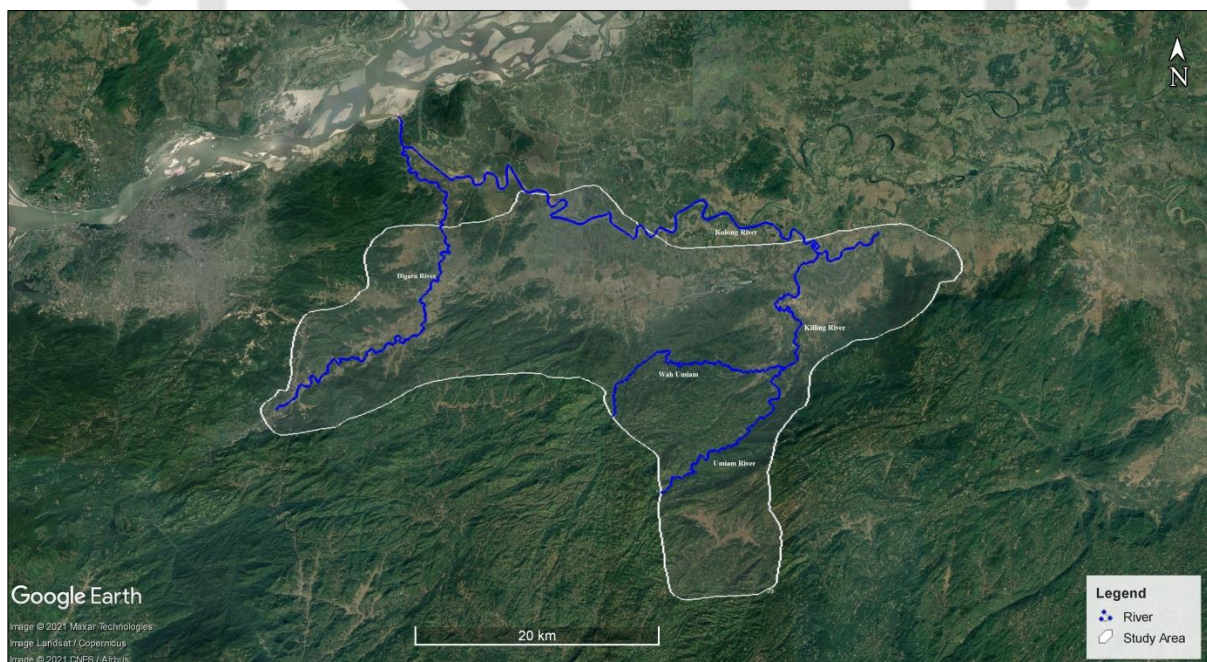 N
Kolong River
Digaru River
Killing River
Wah Umiam
Umiam River
Google Earth
Image © 2021 Maxar Technologies
Image Landsat / Copernicus
Image © 2021 CNES / Airbus
20 km
Legend
River
Study Area